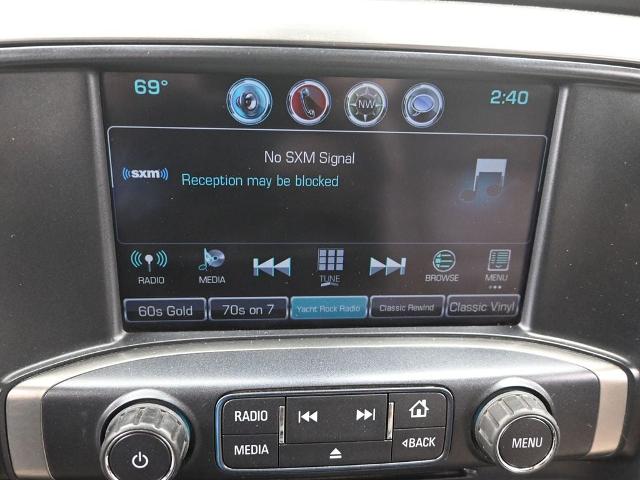 69°
NW
2:40
No SXM Signal
((sxm))
Reception may be blocked
RADIO
MEDIA
TUNE
BROWSE
MENU
60s Gold
70s on 7
Yacht Rock Radio
Classic Rewind
Classic Vinyl
RADIO
MEDIA
BACK
MENU